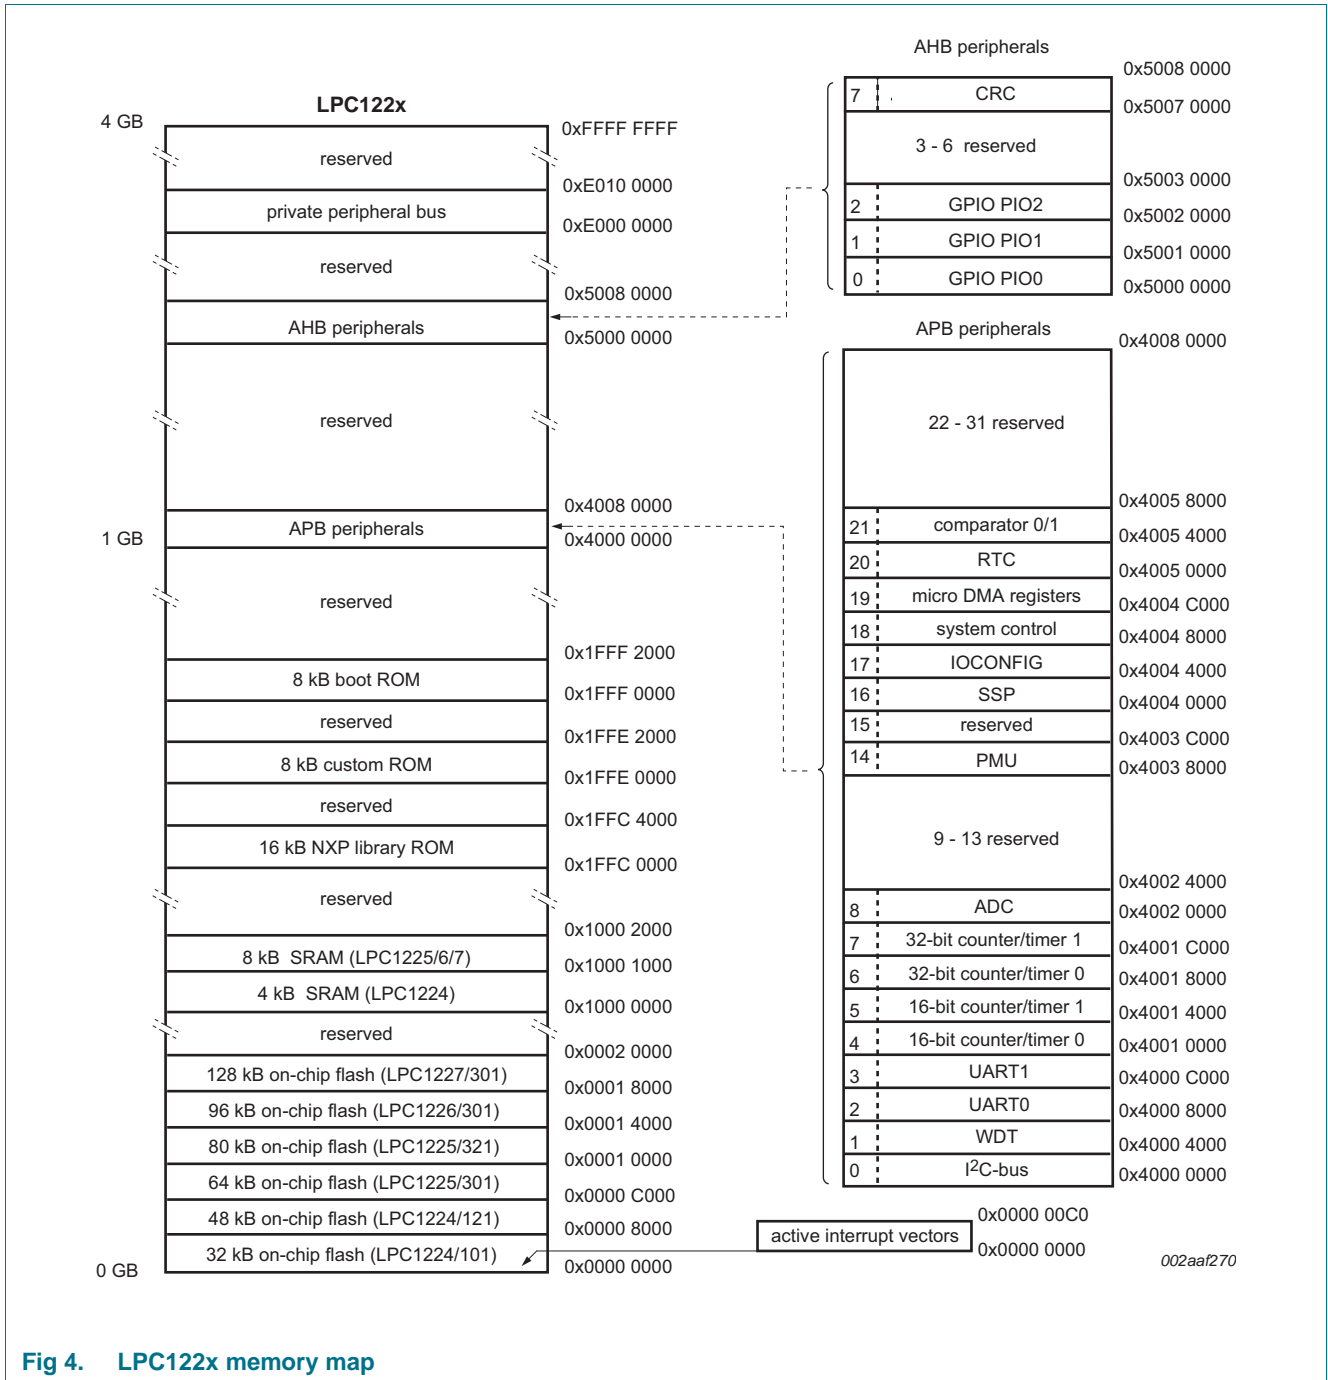 LPC122x
4 GB
0xFFFF FFFF
reserved
0xE010 0000
private peripheral bus
0xE000 0000
reserved
0x5008 0000
AHB peripherals
0x5000 0000
reserved
0x4008 0000
APB peripherals
1 GB
0x4000 0000
reserved
0x1FFF 2000
8 kB boot ROM
0x1FFF 0000
reserved
0x1FFE 2000
8 kB custom ROM
0x1FFE 0000
reserved
0x1FFC 4000
16 kB NXP library ROM
0x1FFC 0000
reserved
0x1000 2000
8 kB SRAM (LPC1225/6/7)
0x1000 1000
4 kB SRAM (LPC1224)
0x1000 0000
reserved
0x0002 0000
128 kB on-chip flash (LPC1227/301)
0x0001 8000
96 kB on-chip flash (LPC1226/301)
0x0001 4000
80 kB on-chip flash (LPC1225/321)
0x0001 0000
64 kB on-chip flash (LPC1225/301)
0x0000 C000
48 kB on-chip flash (LPC1224/121)
0x0000 8000
32 kB on-chip flash (LPC1224/101)
0 GB
0x0000 0000
AHB peripherals
0x5008 0000
7 CRC
0x5007 0000
3 - 6 reserved
0x5003 0000
2 GPIO PIO2
0x5002 0000
1 GPIO PIO1
0x5001 0000
0 GPIO PIO0
0x5000 0000
APB peripherals
0x4008 0000
22 - 31 reserved
0x4005 8000
21 comparator 0/1
0x4005 4000
20 RTC
0x4005 0000
19 micro DMA registers
0x4004 C000
18 system control
0x4004 8000
17 IOCONFIG
0x4004 4000
16 SSP
0x4004 0000
15 reserved
0x4003 C000
14 PMU
0x4003 8000
9 - 13 reserved
0x4002 4000
8 ADC
0x4002 0000
7 32-bit counter/timer 1
0x4001 C000
6 32-bit counter/timer 0
0x4001 8000
5 16-bit counter/timer 1
0x4001 4000
4 16-bit counter/timer 0
0x4001 0000
3 UART1
0x4000 C000
2 UART0
0x4000 8000
1 WDT
0x4000 4000
0 I2C-bus
0x4000 0000
0x0000 00C0
active interrupt vectors
0x0000 0000
002aaf270
Fig 4. LPC122x memory map